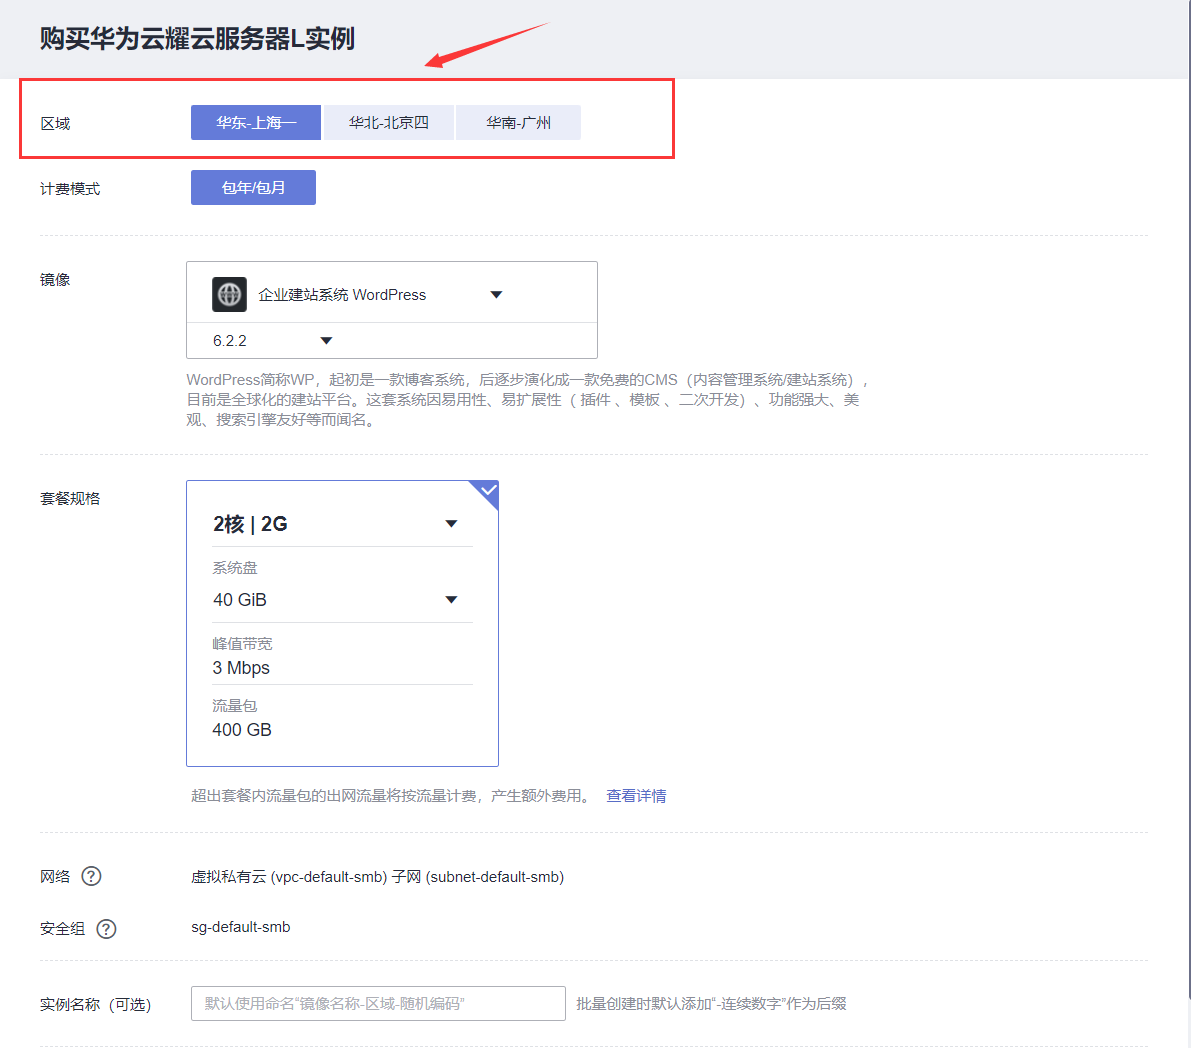 购买华为云耀云服务器L实例
区域 华东-上海一 华北-北京四 华南-广州
计费模式 包年/包月
镜像 企业建站系统 WordPress
6.2.2
WordPress简称WP，起初是一款博客系统，后逐步演化成一款免费的CMS（内容管理系统/建站系统），
目前是全球化的建站平台。这套系统因易用性、易扩展性（ 插件 、模板 、二次开发）、功能强大、美
观、搜索引擎友好等而闻名。
套餐规格
2核 | 2G
系统盘
40 GiB
峰值带宽
3 Mbps
流量包
400 GB
超出套餐内流量包的出网流量将按流量计费，产生额外费用。 查看详情
网络 ? 虚拟私有云 (vpc-default-smb) 子网 (subnet-default-smb)
安全组 ? sg-default-smb
实例名称（可选） 默认使用命名“镜像名称-区域-随机编码” 批量创建时默认添加“-连续数字”作为后缀